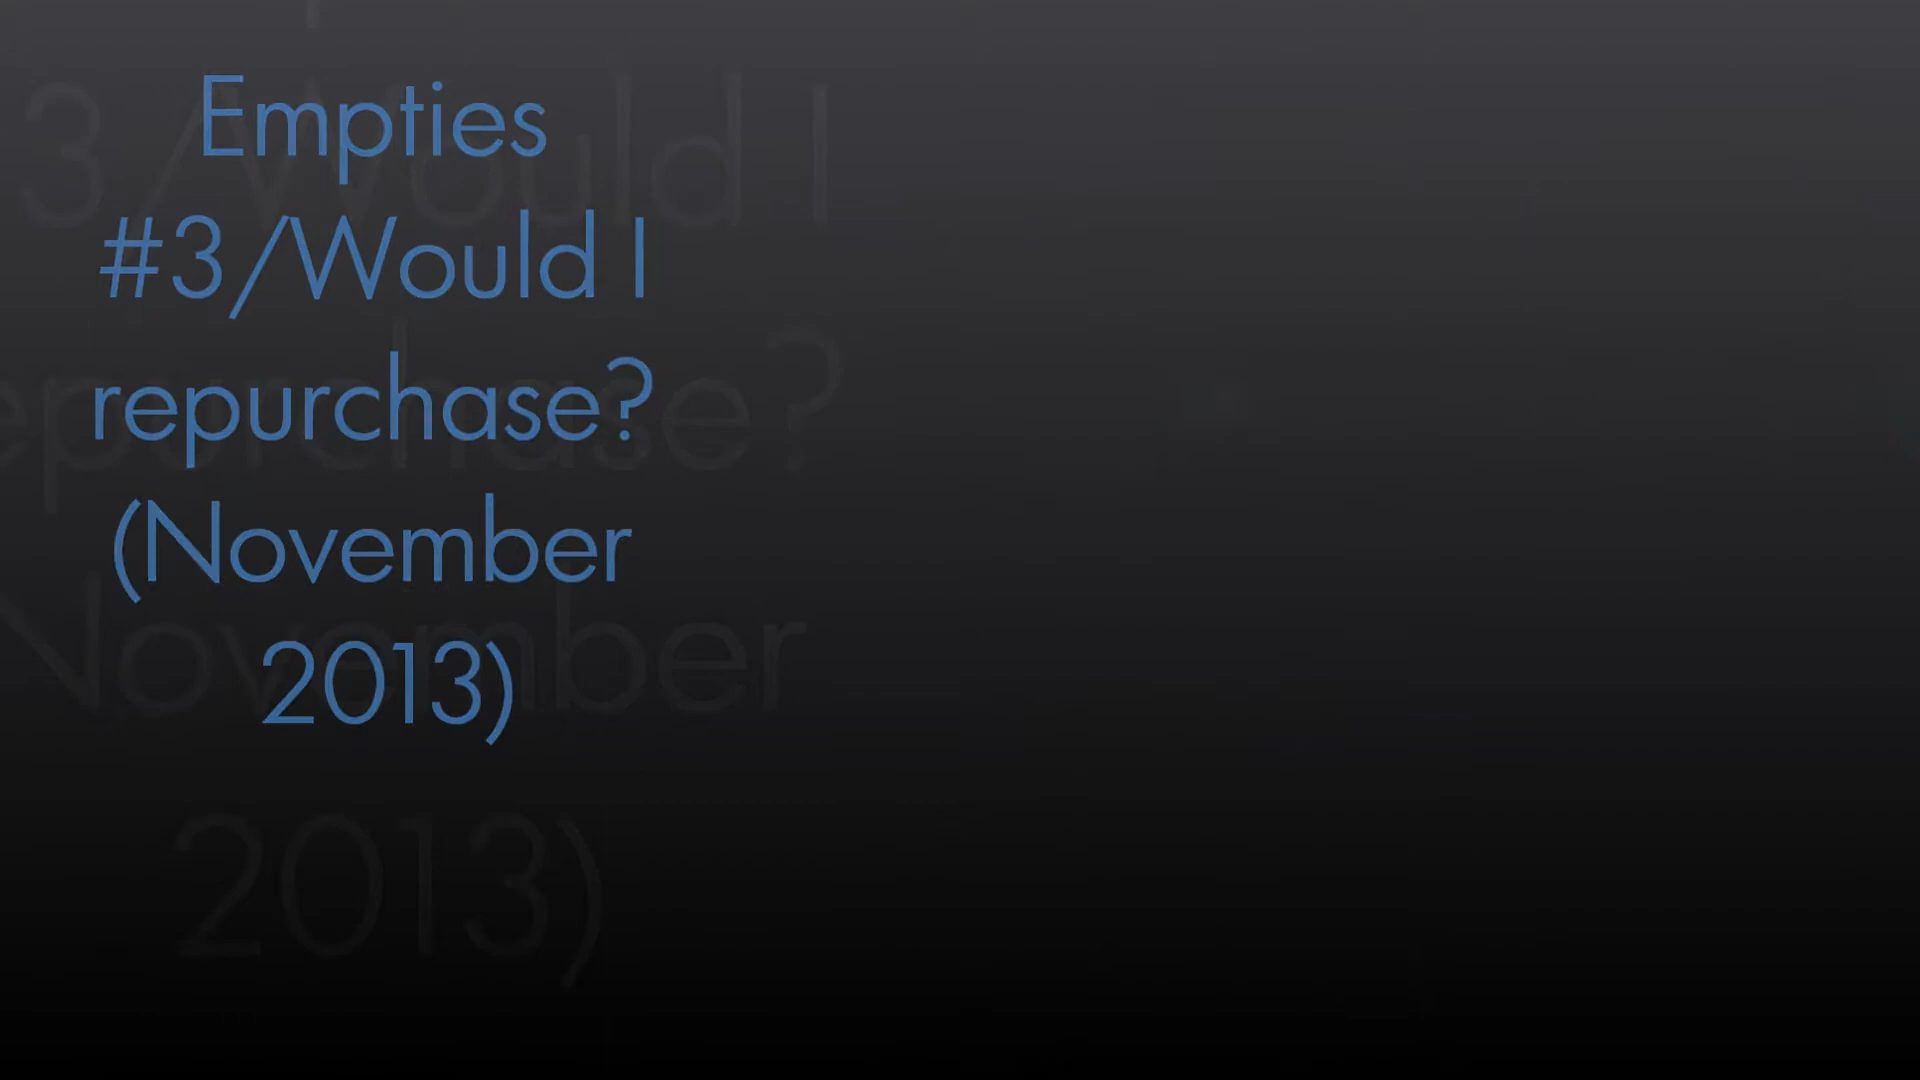 Empties
#3/Would I
repurchase?
(November
2013)